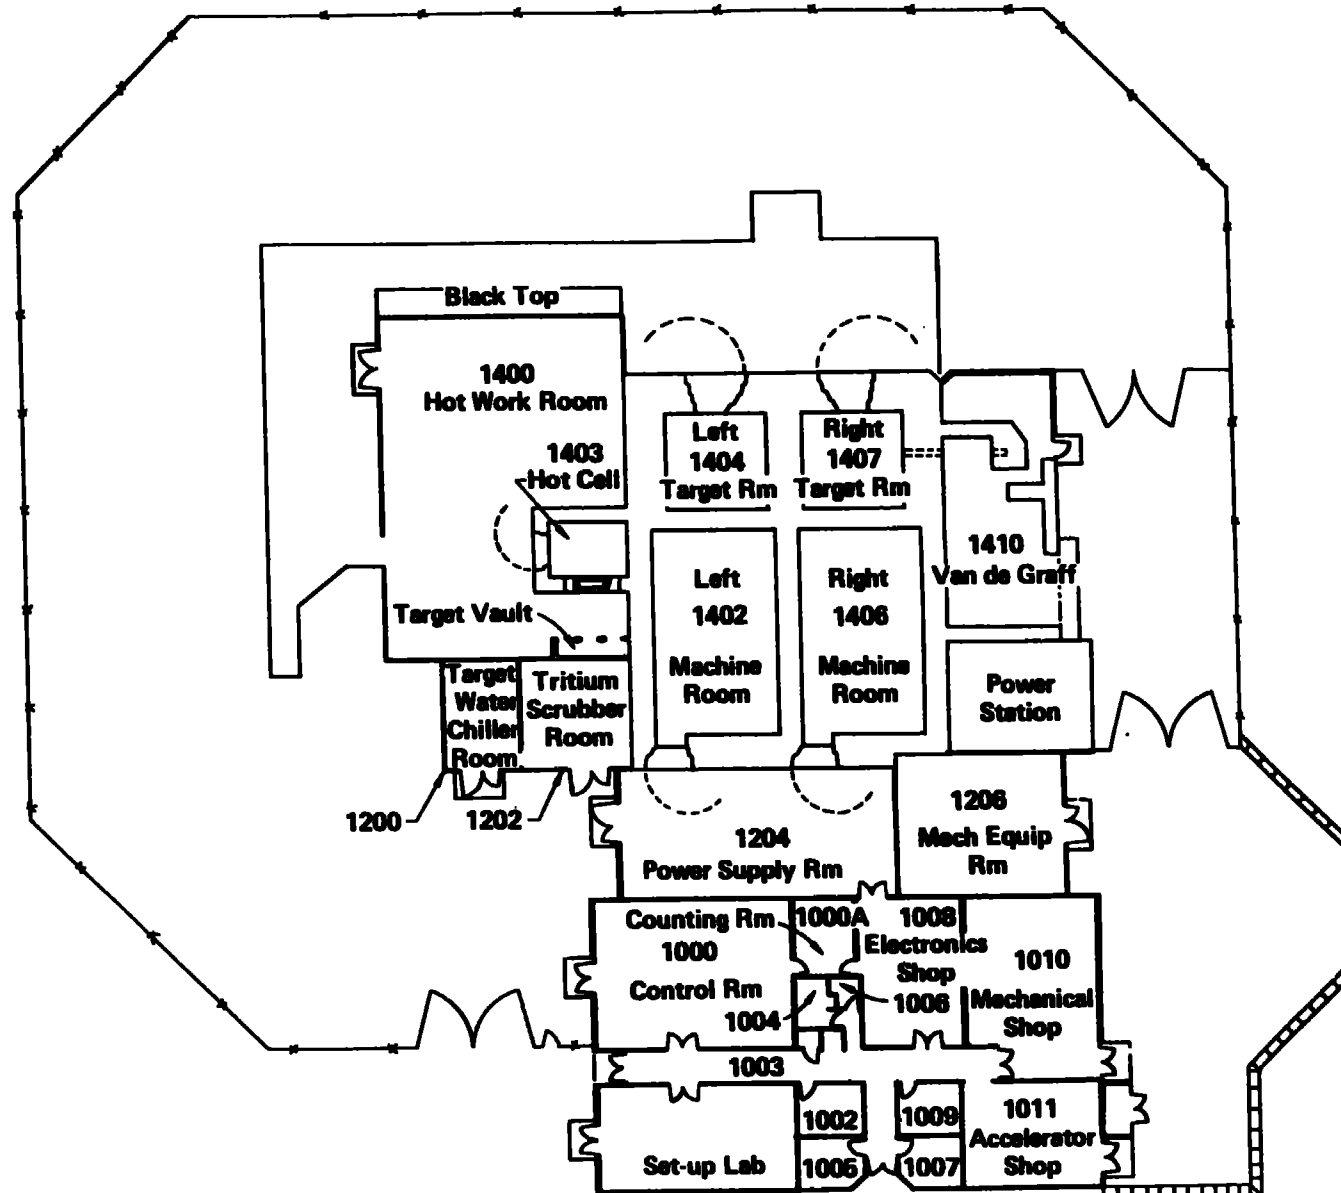 Black Top
1400
Hot Work Room
1403
Hot Cell
Left
1404
Target Rm
Right
1407
Target Rm
1410
Van de Graff
Left
1402
Machine
Room
Right
1406
Machine
Room
Target Vault
Target
Water
Chiller
Room
Tritium
Scrubber
Room
Power
Station
1200
1202
1204
Power Supply Rm
1206
Mech Equip
Rm
Counting Rm
1000A
1000
Control Rm
1008
Electronics
Shop
1010
Mechanical
Shop
1004
1006
1003
1002
1009
1011
Accelerator
Shop
Set-up Lab
1005
1007